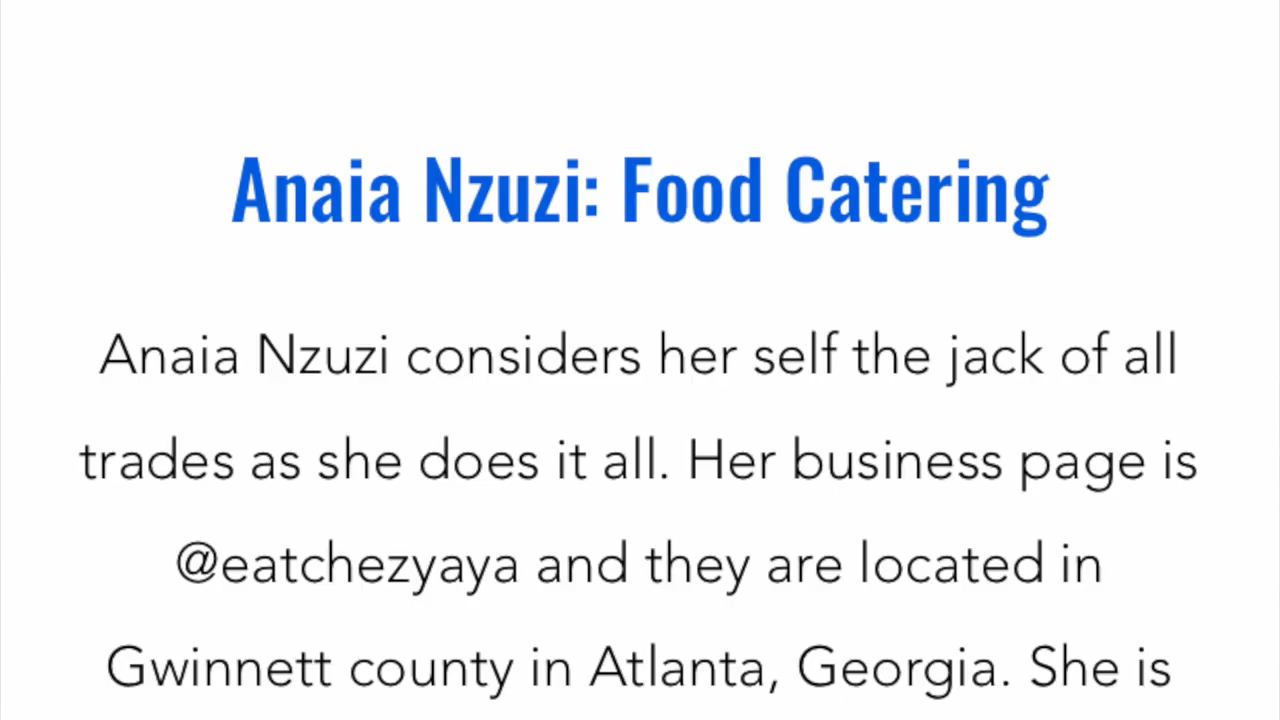 Anaia Nzuzi: Food Catering
Anaia Nzuzi considers her self the jack of all
trades as she does it all. Her business page is
@eatchezyaya and they are located in
Gwinnett county in Atlanta, Georgia. She is